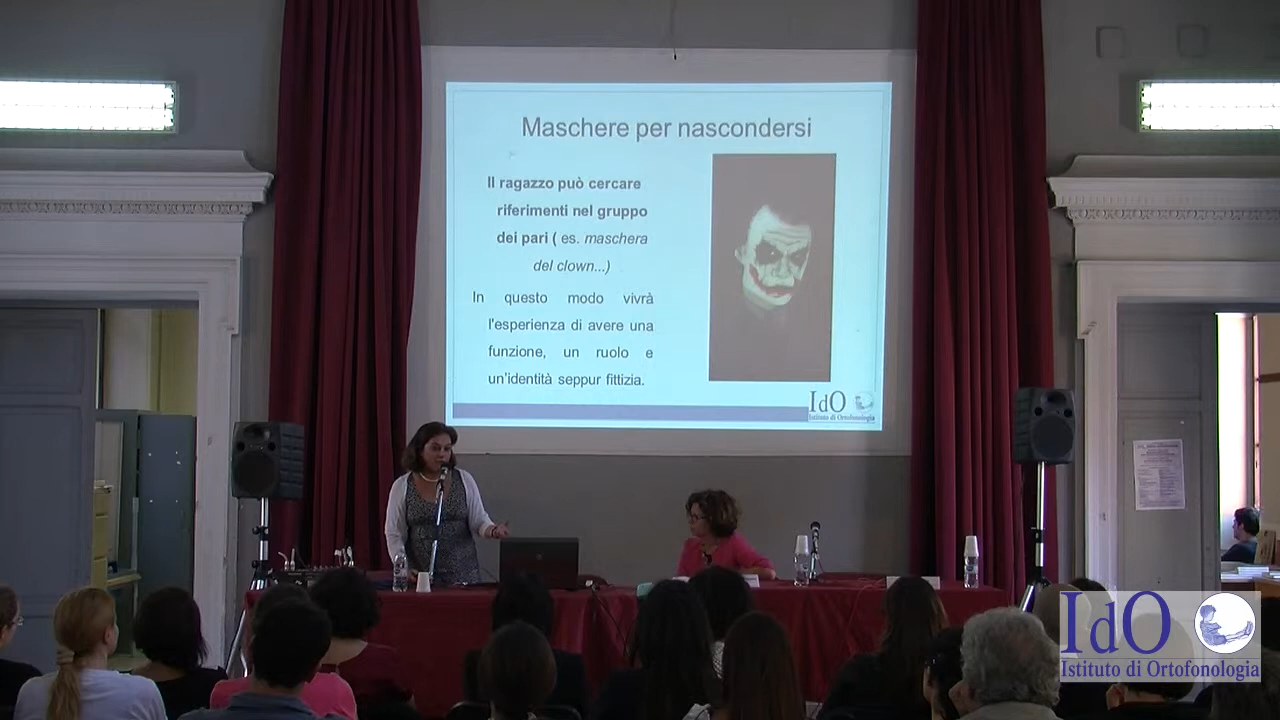 Maschere per nascondersi
Il ragazzo può cercare
riferimenti nel gruppo
dei pari ( es. maschera
del clown...)
In questo modo vivrà
l'esperienza di avere una
funzione, un ruolo e
un'identità seppur fittizia.
IdO
Istituto di Ortofonologia
IdO
Istituto di Ortofonologia